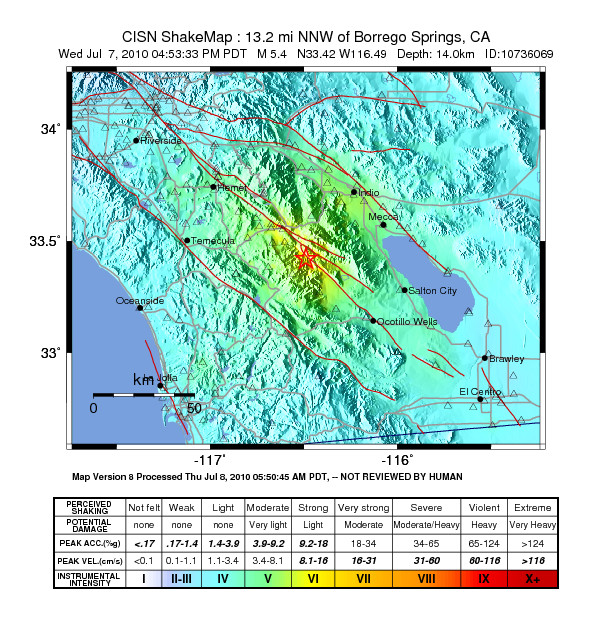 CISN ShakeMap : 13.2 mi NNW of Borrego Springs, CA
Wed Jul 7, 2010 04:53:33 PM PDT M 5.4 N33.42 W116.49 Depth: 14.0km ID:10736069
34˚
Riverside
Hemet
Indio
Mecca
33.5˚
Temecula
Salton City
Oceanside
Ocotillo Wells
33˚
Brawley
km
La Jolla
El Centro
0 50
-117˚ -116˚
Map Version 8 Processed Thu Jul 8, 2010 05:50:45 AM PDT, -- NOT REVIEWED BY HUMAN
PERCEIVED SHAKING Not felt Weak Light Moderate Strong Very strong Severe Violent Extreme
POTENTIAL DAMAGE none none none Very light Light Moderate Moderate/Heavy Heavy Very Heavy
PEAK ACC.(%g) <.17 .17-1.4 1.4-3.9 3.9-9.2 9.2-18 18-34 34-65 65-124 >124
PEAK VEL.(cm/s) <0.1 0.1-1.1 1.1-3.4 3.4-8.1 8.1-16 16-31 31-60 60-116 >116
INSTRUMENTAL INTENSITY I II-III IV V VI VII VIII IX X+